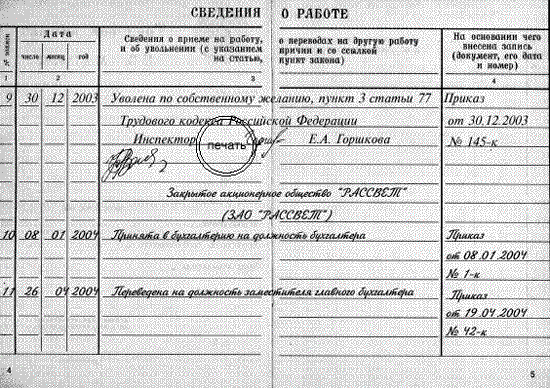 СВЕДЕНИЯ О РАБОТЕ
№ записи
Дата
число месяц год
Сведения о приеме на работу, о переводах на другую работу
и об увольнении (с указанием причин и со ссылкой
на статью, пункт закона)
На основании чего
внесена запись
(документ, его дата
и номер)
1 2 3 4
9 30 12 2003 Уволена по собственному желанию, пункт 3 статьи 77 Приказ
Трудового кодекса Российской Федерации от 30.12.2003
Инспектор Е.А. Горшкова № 145-к
печать
Закрытое акционерное общество "РАССВЕТ"
(ЗАО "РАССВЕТ")
10 08 01 2004 Принята в бухгалтерию на должность бухгалтера Приказ
от 08.01.2004
№ 1-к
11 26 04 2004 Переведена на должность заместителя главного бухгалтера Приказ
от 19.04.2004
№ 42-к
4 5